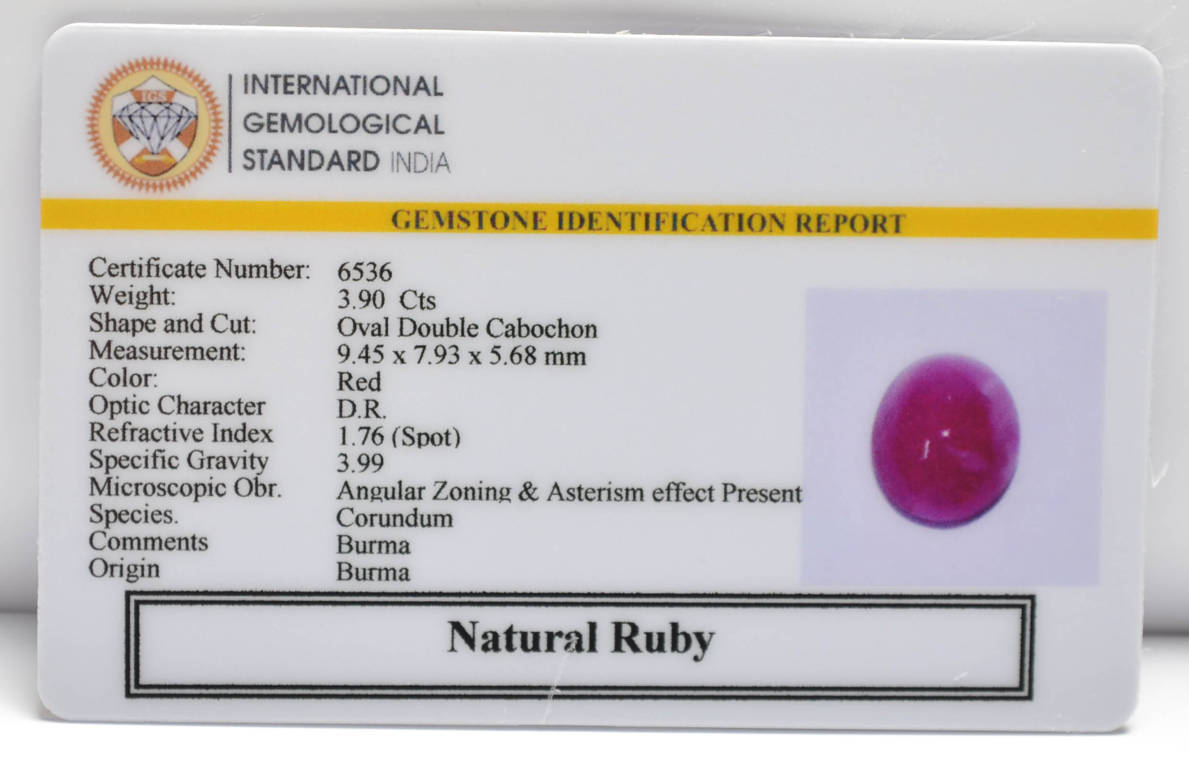 IGS
INTERNATIONAL
GEMOLOGICAL
STANDARD INDIA
GEMSTONE IDENTIFICATION REPORT
Certificate Number: 6536
Weight: 3.90 Cts
Shape and Cut: Oval Double Cabochon
Measurement: 9.45 x 7.93 x 5.68 mm
Color: Red
Optic Character D.R.
Refractive Index 1.76 (Spot)
Specific Gravity 3.99
Microscopic Obr. Angular Zoning & Asterism effect Present
Species. Corundum
Comments Burma
Origin Burma
Natural Ruby